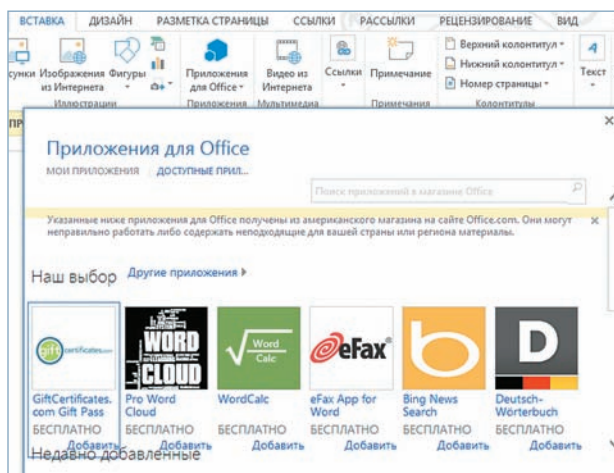 ВСТАВКА ДИЗАЙН РАЗМЕТКА СТРАНИЦЫ ССЫЛКИ РАССЫЛКИ РЕЦЕНЗИРОВАНИЕ ВИД
сунки Изображения из Интернета Фигуры Приложения для Office Видео из Интернета Ссылки Примечание Верхний колонтитул Нижний колонтитул Номер страницы Текст
Иллюстрации Приложения Мультимедиа Примечания Колонтитулы
ПР
Приложения для Office
МОИ ПРИЛОЖЕНИЯ ДОСТУПНЫЕ ПРИЛ...
Поиск приложений в магазине Office
Указанные ниже приложения для Office получены из американского магазина на сайте Office.com. Они могут
неправильно работать либо содержать неподходящие для вашей страны или региона материалы.
Наш выбор Другие приложения
gift certificates.com WORD CLOUD Word Calc eFax b D
GiftCertificates. Pro Word WordCalc eFax App for Bing News Deutsch-
com Gift Pass Cloud Word Search Wörterbuch
БЕСПЛАТНО БЕСПЛАТНО БЕСПЛАТНО БЕСПЛАТНО БЕСПЛАТНО БЕСПЛАТНО
Добавить Добавить Добавить Добавить Добавить Добавить
Недавно добавленные